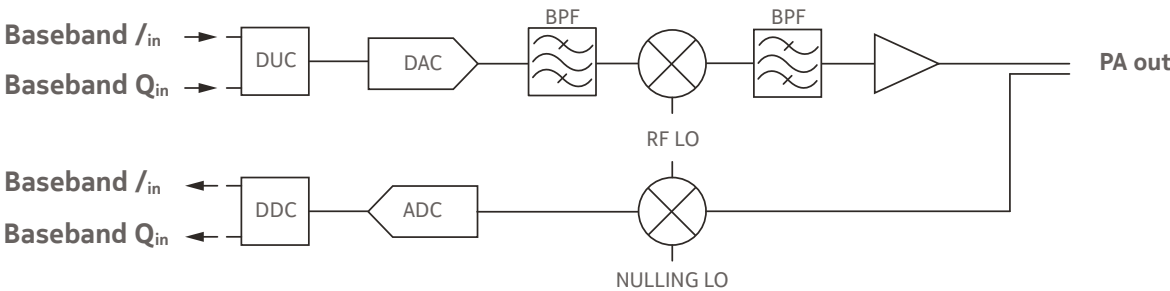 BPF
BPF
Baseband /in
DUC
DAC
PA out
Baseband Qin
RF LO
Baseband /in
DDC
ADC
Baseband Qin
NULLING LO